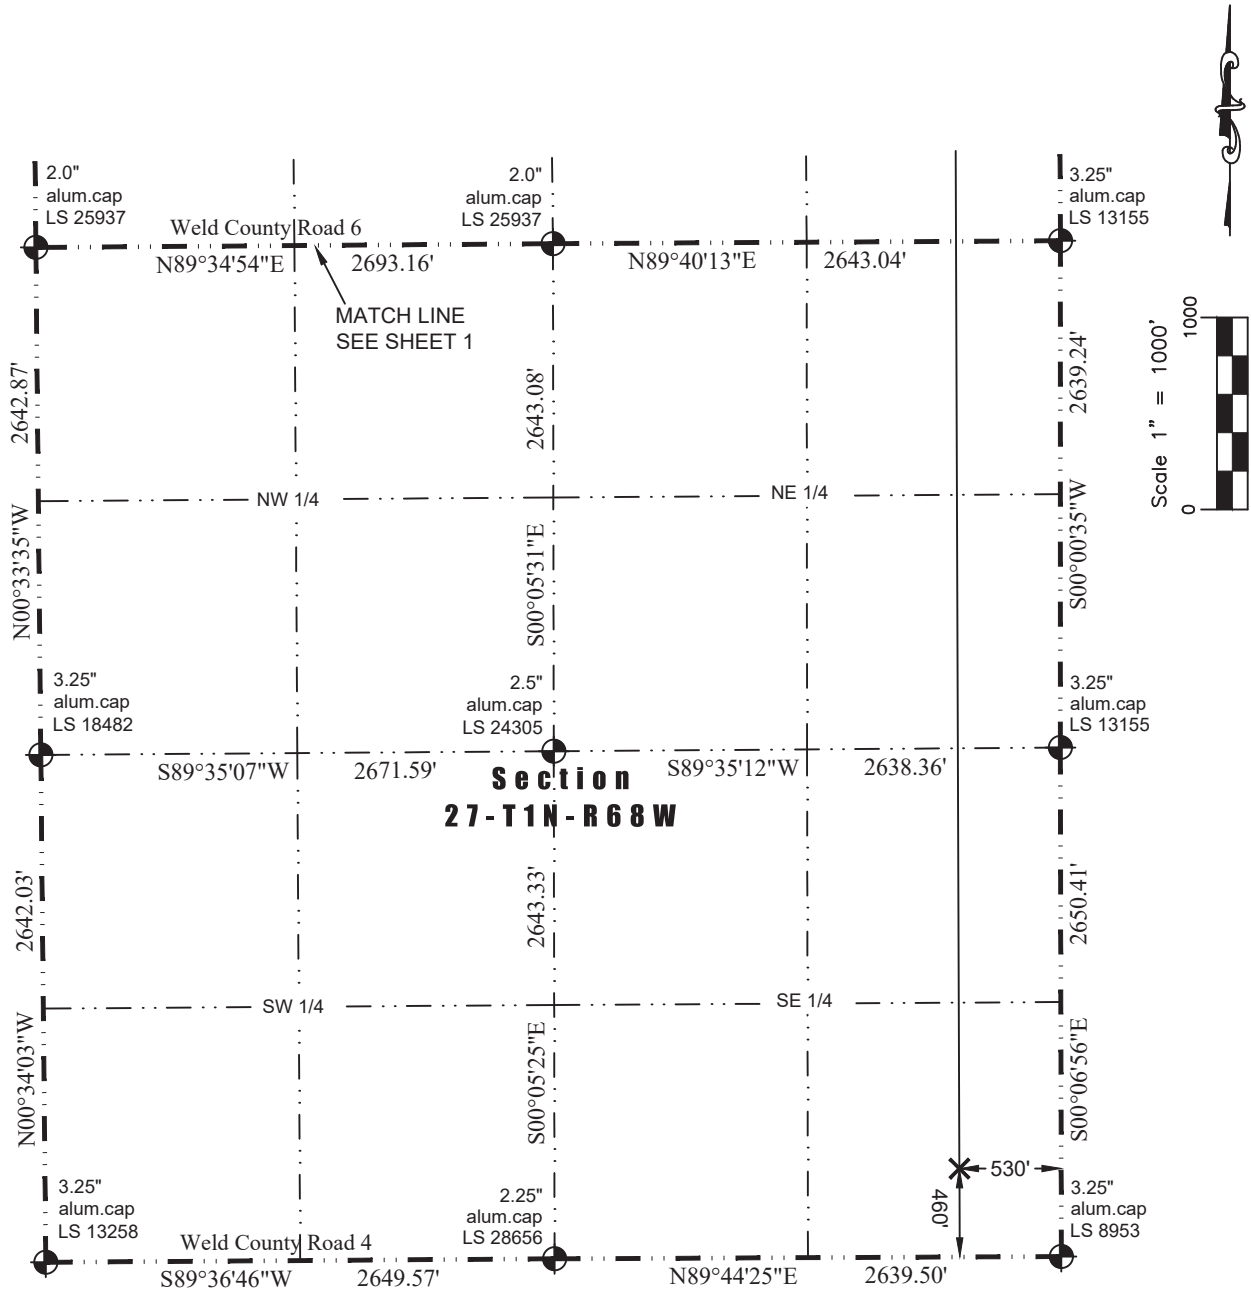 2.0"
alum.cap
LS 25937
2.0"
alum.cap
LS 25937
3.25"
alum.cap
LS 13155
Weld County Road 6
N89°34'54"E 2693.16'
N89°40'13"E 2643.04'
MATCH LINE
SEE SHEET 1
2642.87'
2643.08'
2639.24'
Scale 1" = 1000'
0 1000
NW 1/4
NE 1/4
N00°33'35"W
S00°05'31"E
S00°00'35"W
3.25"
alum.cap
LS 18482
2.5"
alum.cap
LS 24305
3.25"
alum.cap
LS 13155
S89°35'07"W 2671.59'
S89°35'12"W 2638.36'
Section
27-T1N-R68W
2642.03'
2643.33'
2650.41'
SW 1/4
SE 1/4
N00°34'03"W
S00°05'25"E
S00°06'56"E
530'
460'
3.25"
alum.cap
LS 13258
2.25"
alum.cap
LS 28656
3.25"
alum.cap
LS 8953
Weld County Road 4
S89°36'46"W 2649.57'
N89°44'25"E 2639.50'